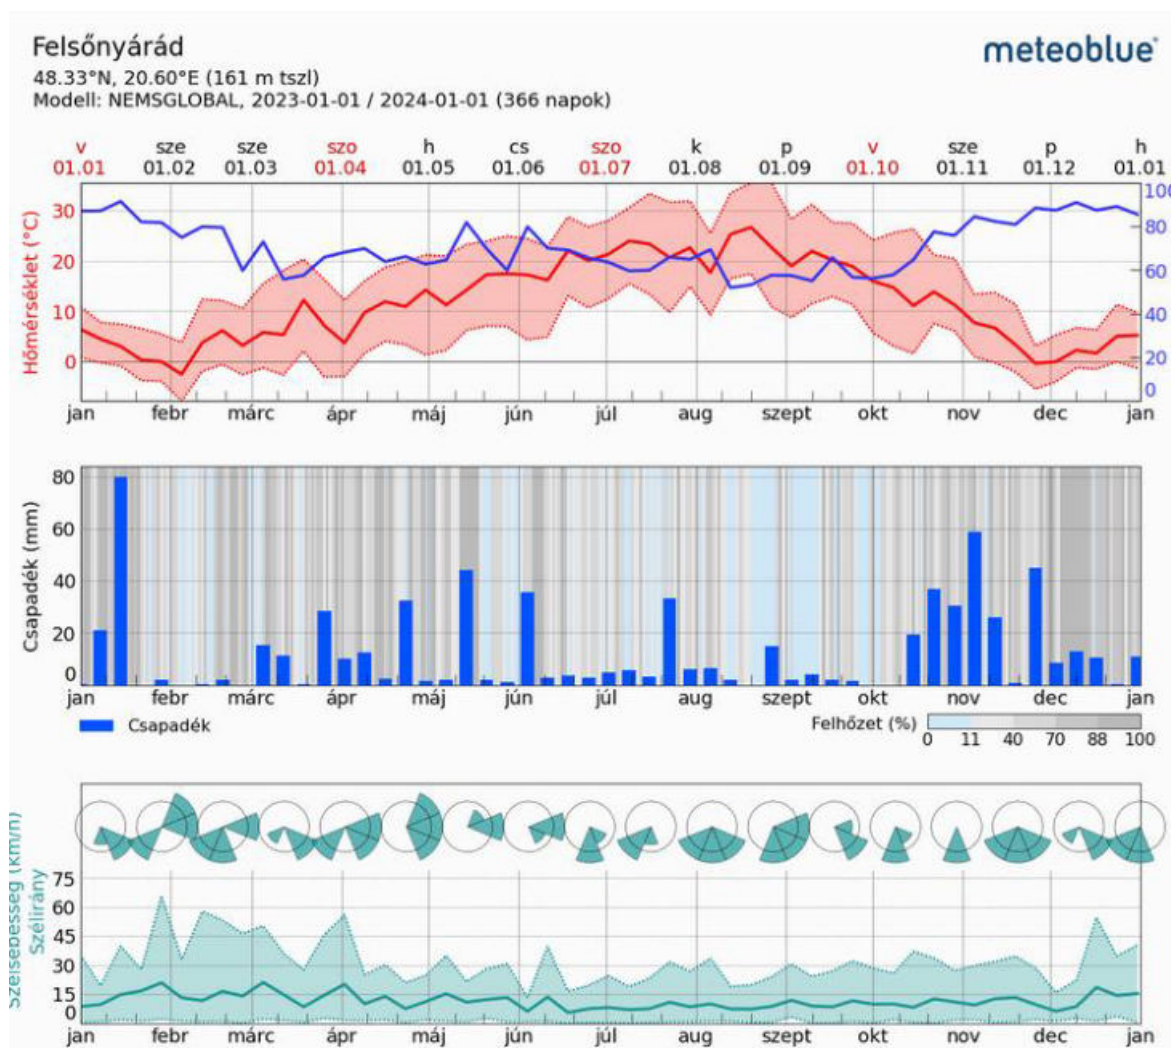 Felsőnyárád
meteoblue
48.33°N, 20.60°E (161 m tszl)
Modell: NEMSGLOBAL, 2023-01-01 / 2024-01-01 (366 napok)
v sze sze szo h cs szo k p v sze p h
01.01 01.02 01.03 01.04 01.05 01.06 01.07 01.08 01.09 01.10 01.11 01.12 01.01
Hőmérséklet (°C)
30 20 10 0
100 80 60 40 20 0
jan febr márc ápr máj jún júl aug szept okt nov dec jan
Csapadék (mm)
80 60 40 20 0
jan febr márc ápr máj jún júl aug szept okt nov dec jan
Csapadék
Felhőzet (%)
0 11 40 70 88 100
Szélsebesség (km/h)
Szélirány
75 60 45 30 15 0
jan febr márc ápr máj jún júl aug szept okt nov dec jan